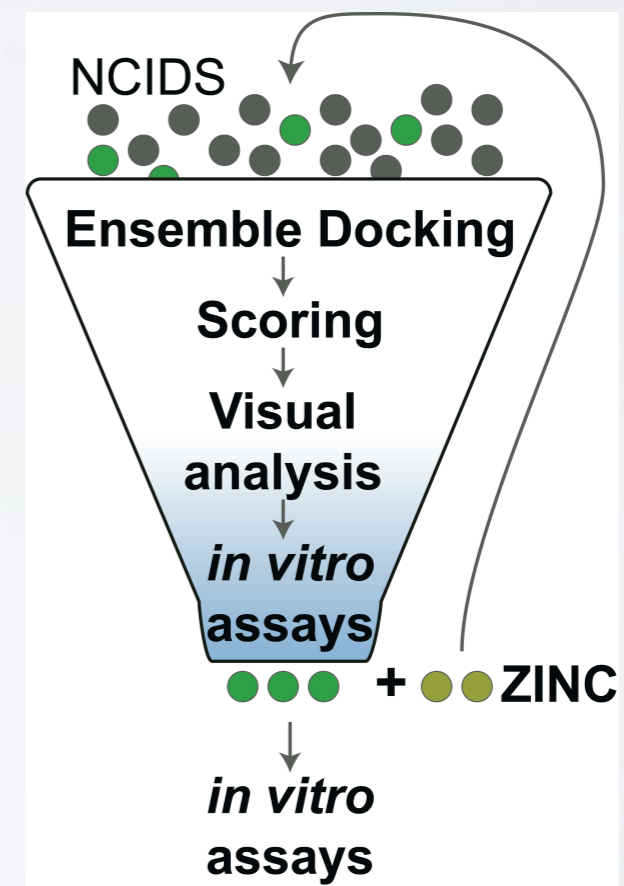 NCIDS
Ensemble Docking
Scoring
Visual
analysis
in vitro
assays
+ ZINC
in vitro
assays